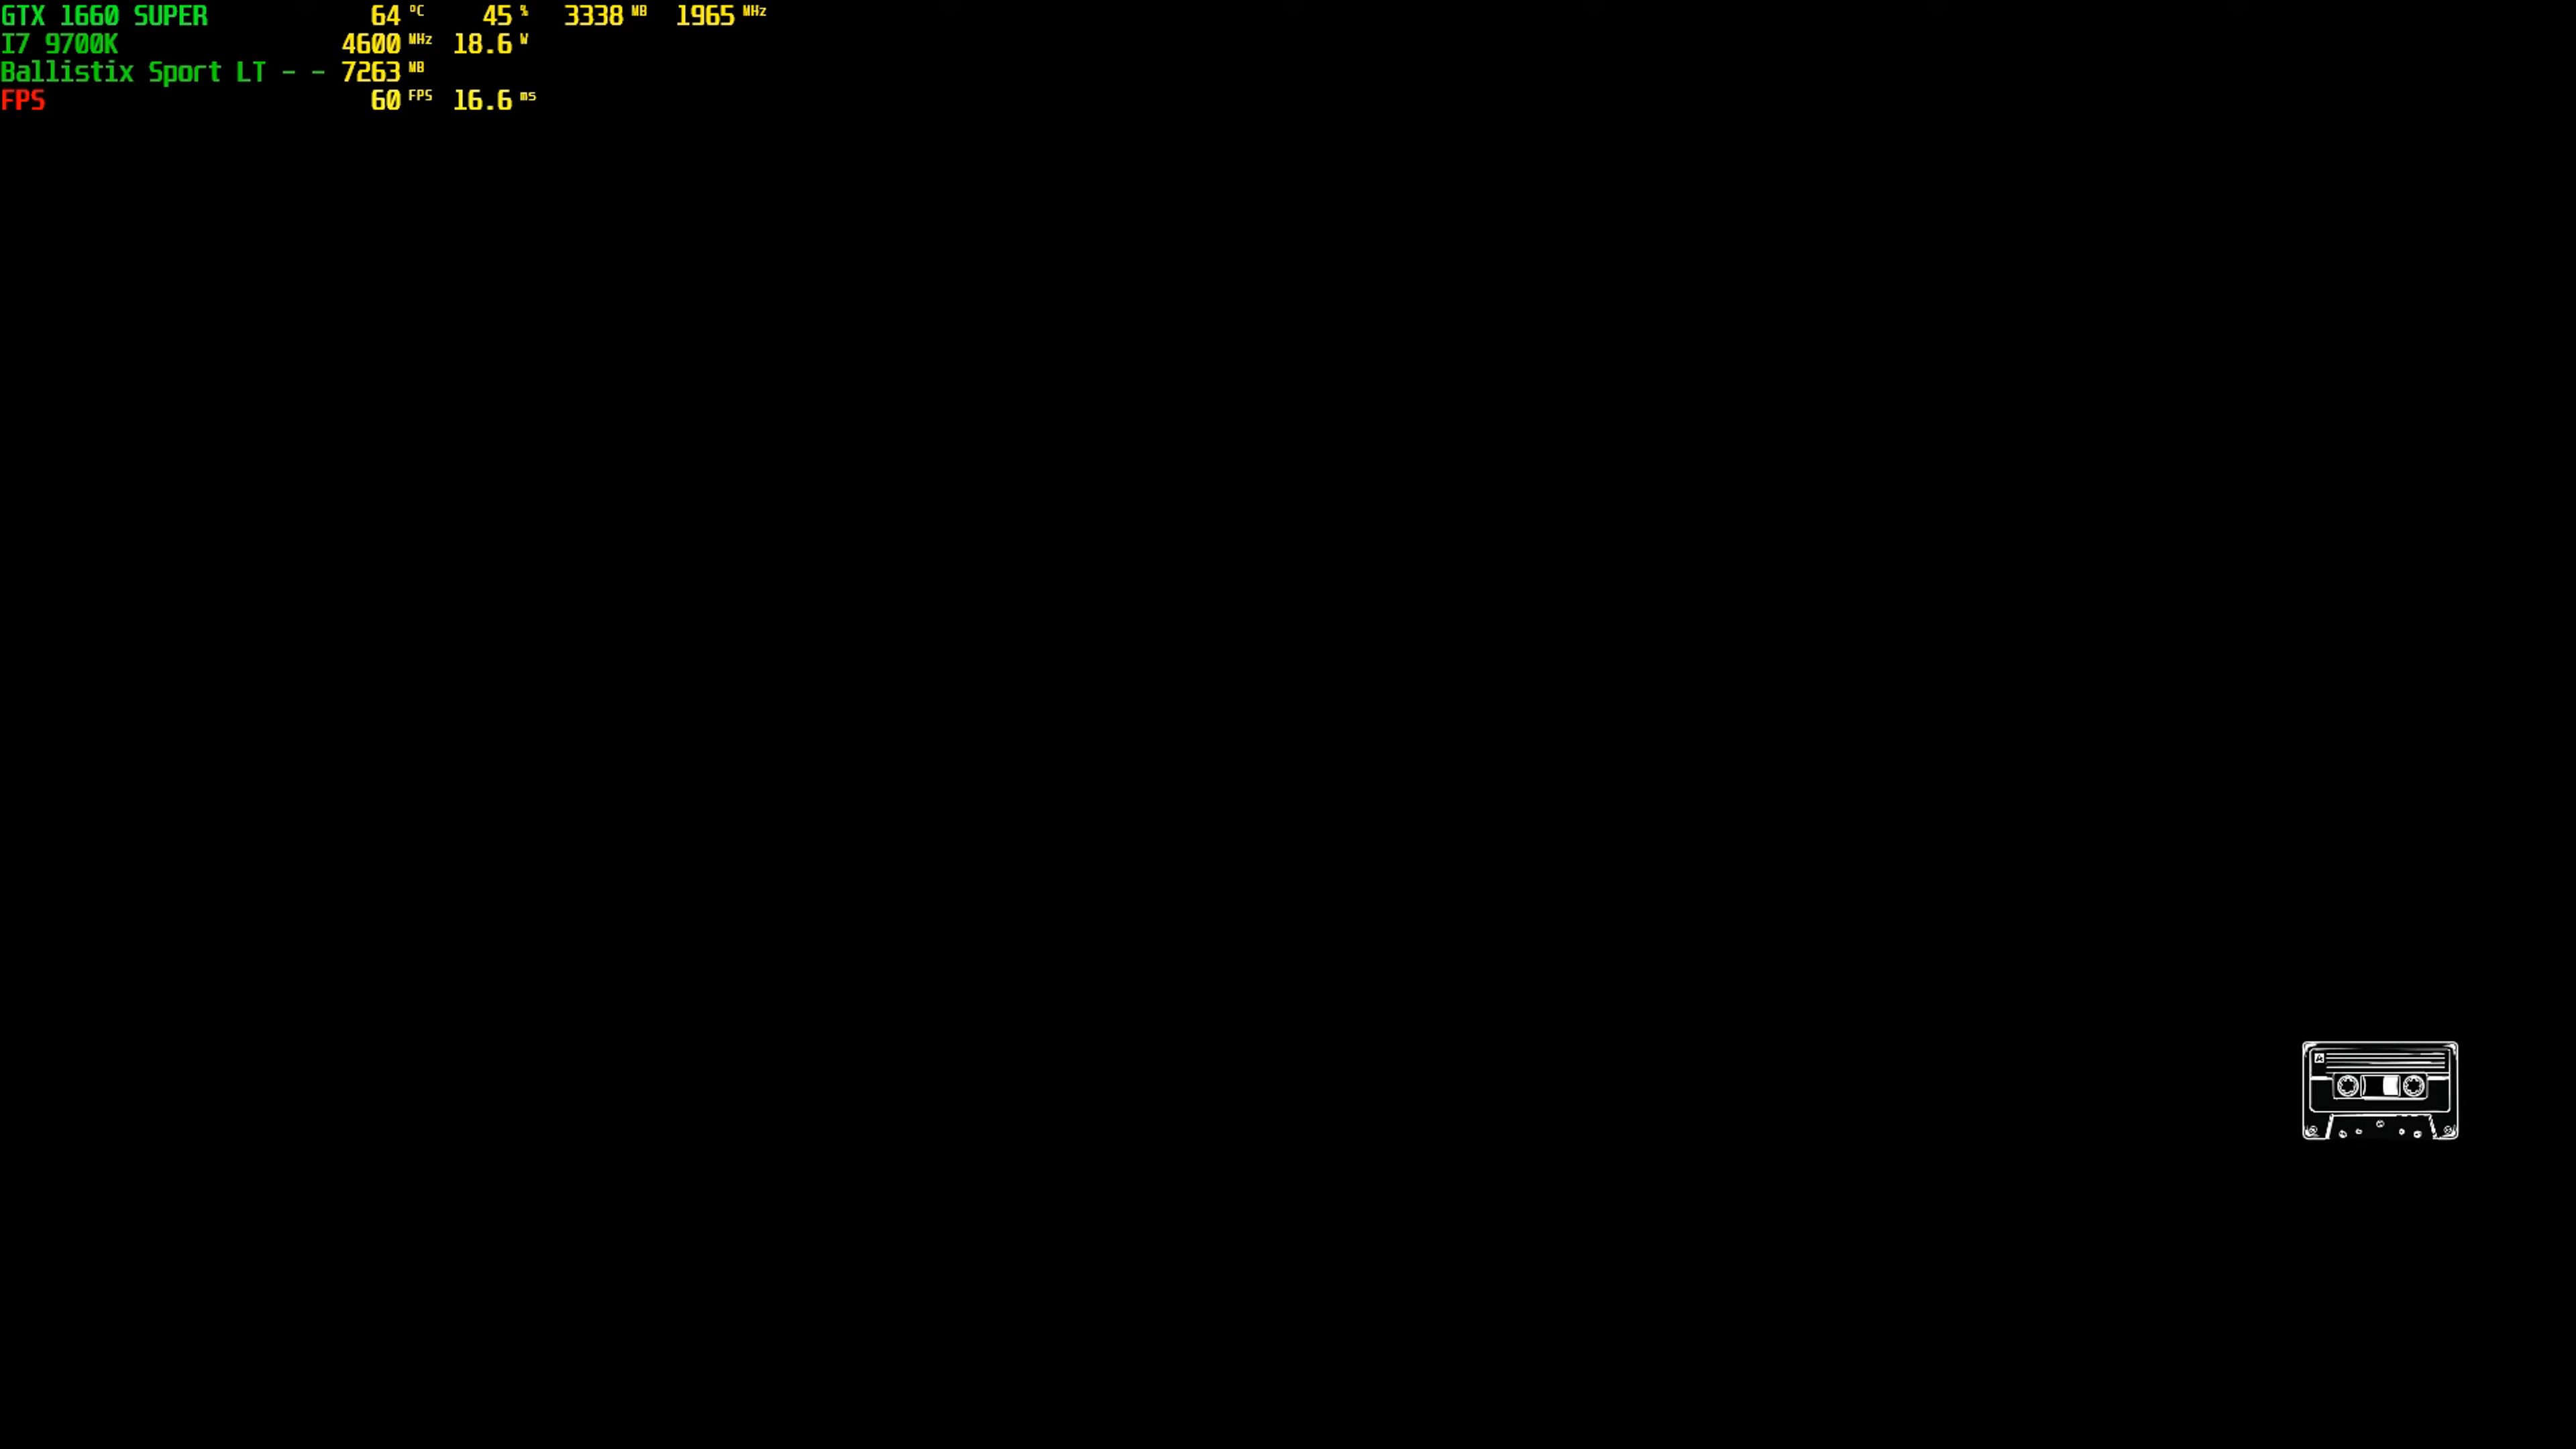 GTX 1660 SUPER 64 °C 45 % 3338 MB 1965 MHz
I7 9700K 4600 MHz 18.6 W
Ballistix Sport LT - - 7263 MB
FPS 60 FPS 16.6 ms
A